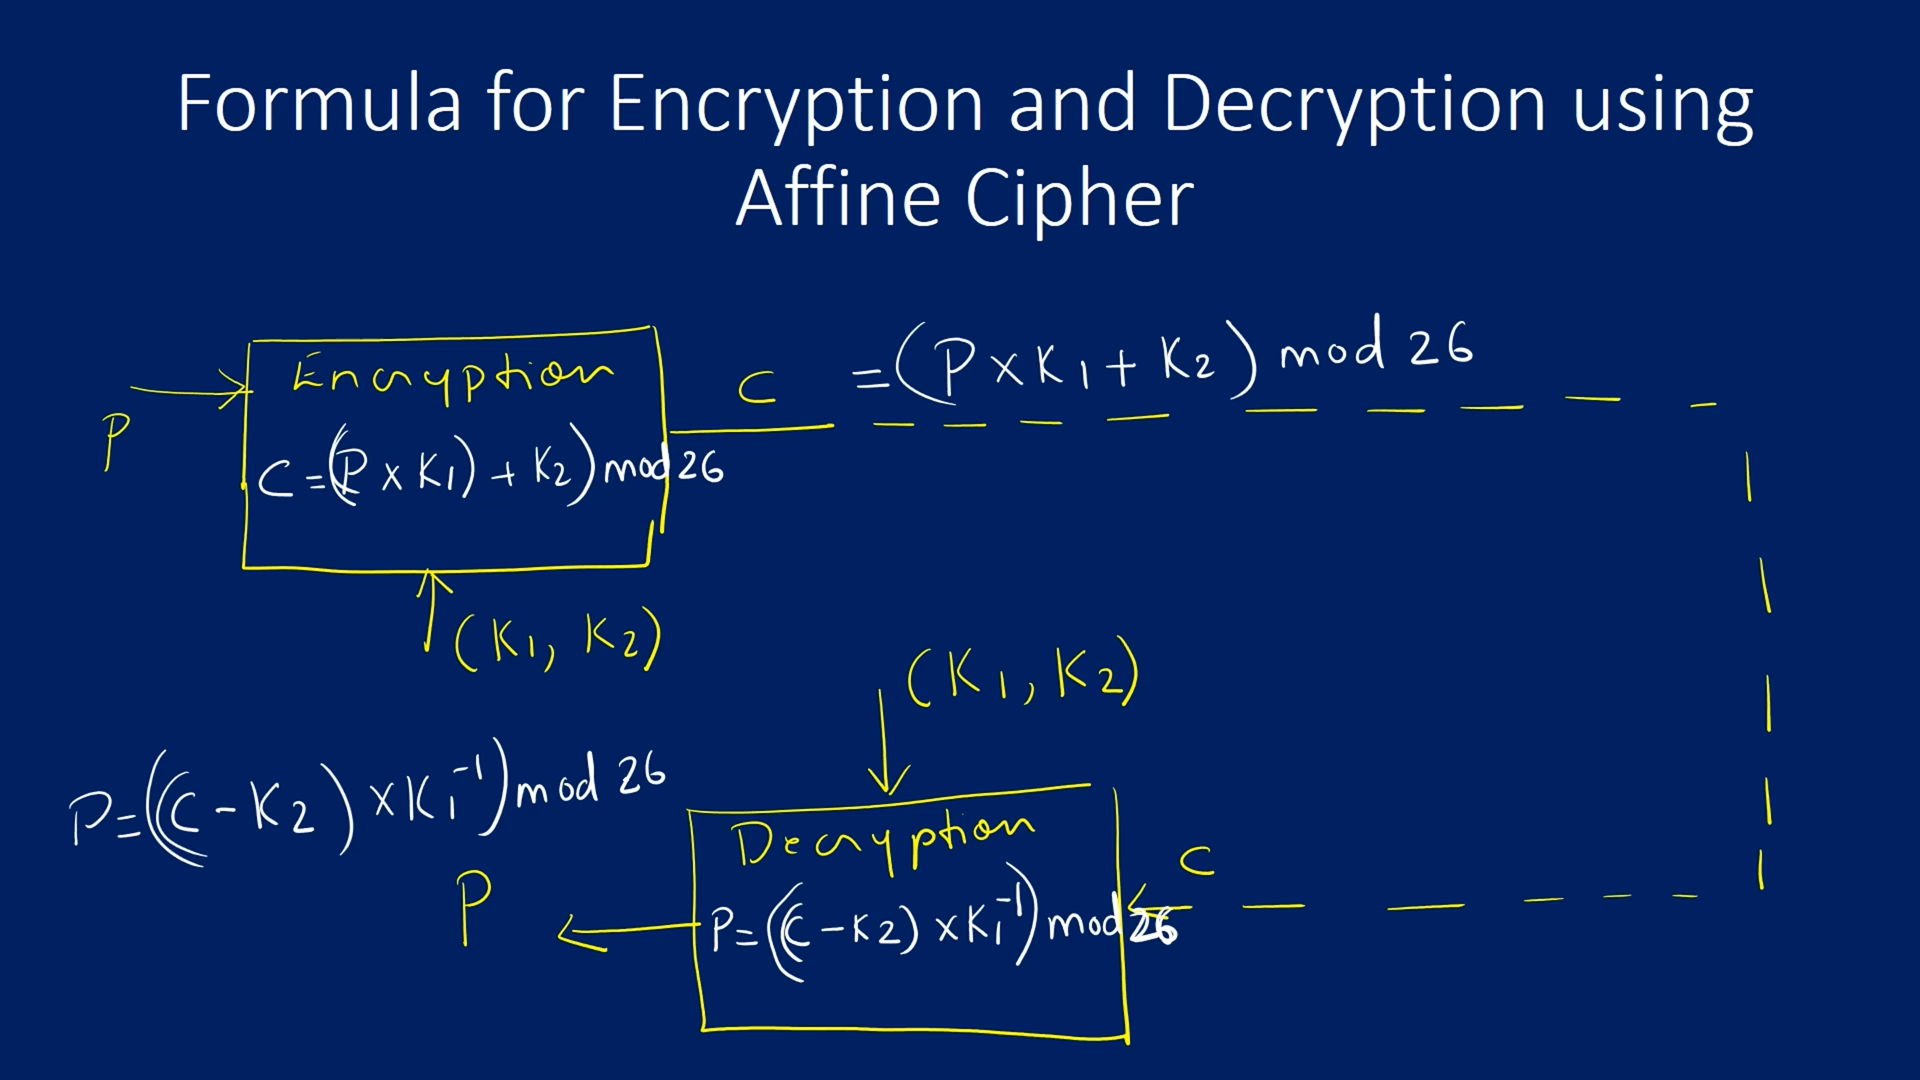 Formula for Encryption and Decryption using
Affine Cipher
P
Encryption
C = (P x K1) + K2) mod 26
C = (P x K1 + K2) mod 26
(K1, K2)
(K1, K2)
P = ((C - K2) x K1⁻¹) mod 26
Decryption
P = ((C - K2) x K1⁻¹) mod 26
C
P